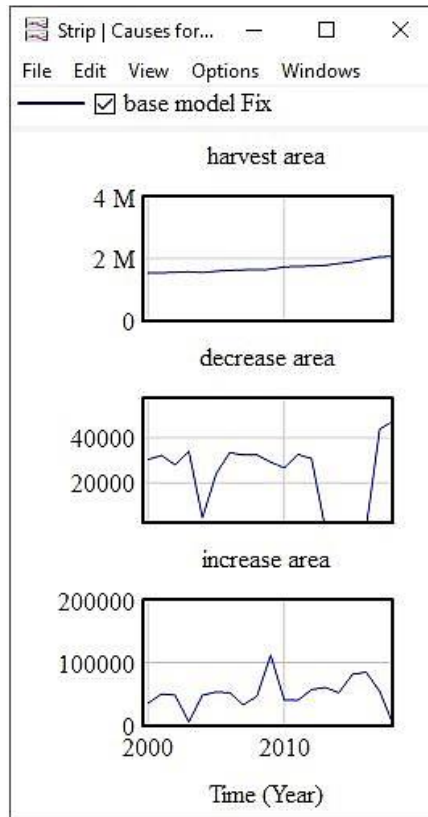 Strip | Causes for...
File Edit View Options Windows
base model Fix
harvest area
4 M
2 M
0
decrease area
40000
20000
increase area
200000
100000
0
2000 2010
Time (Year)